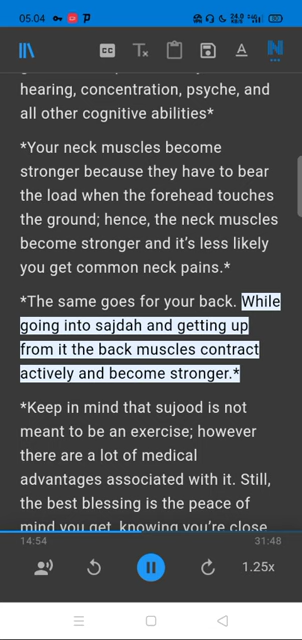 05.04
CC
hearing, concentration, psyche, and
all other cognitive abilities*
*Your neck muscles become
stronger because they have to bear
the load when the forehead touches
the ground; hence, the neck muscles
become stronger and it's less likely
you get common neck pains.*
*The same goes for your back. While
going into sajdah and getting up
from it the back muscles contract
actively and become stronger.*
*Keep in mind that sujood is not
meant to be an exercise; however
there are a lot of medical
advantages associated with it. Still,
the best blessing is the peace of
mind you get, knowing you're close
14:54
31:48
1.25x